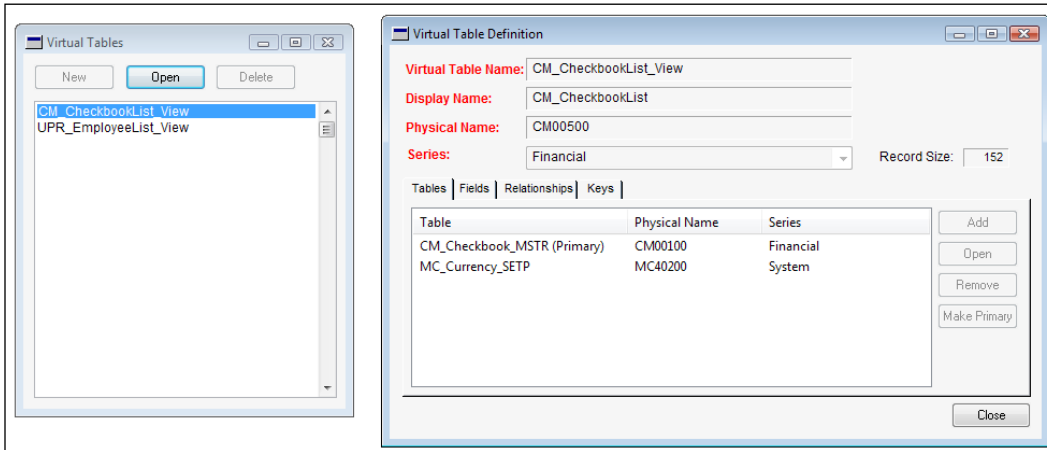 Virtual Tables
New Open Delete
CM_CheckbookList_View
UPR_EmployeeList_View
Virtual Table Definition
Virtual Table Name: CM_CheckbookList_View
Display Name: CM_CheckbookList
Physical Name: CM00500
Series: Financial Record Size: 152
Tables Fields Relationships Keys
Table Physical Name Series
CM_Checkbook_MSTR (Primary) CM00100 Financial
MC_Currency_SETP MC40200 System
Add
Open
Remove
Make Primary
Close